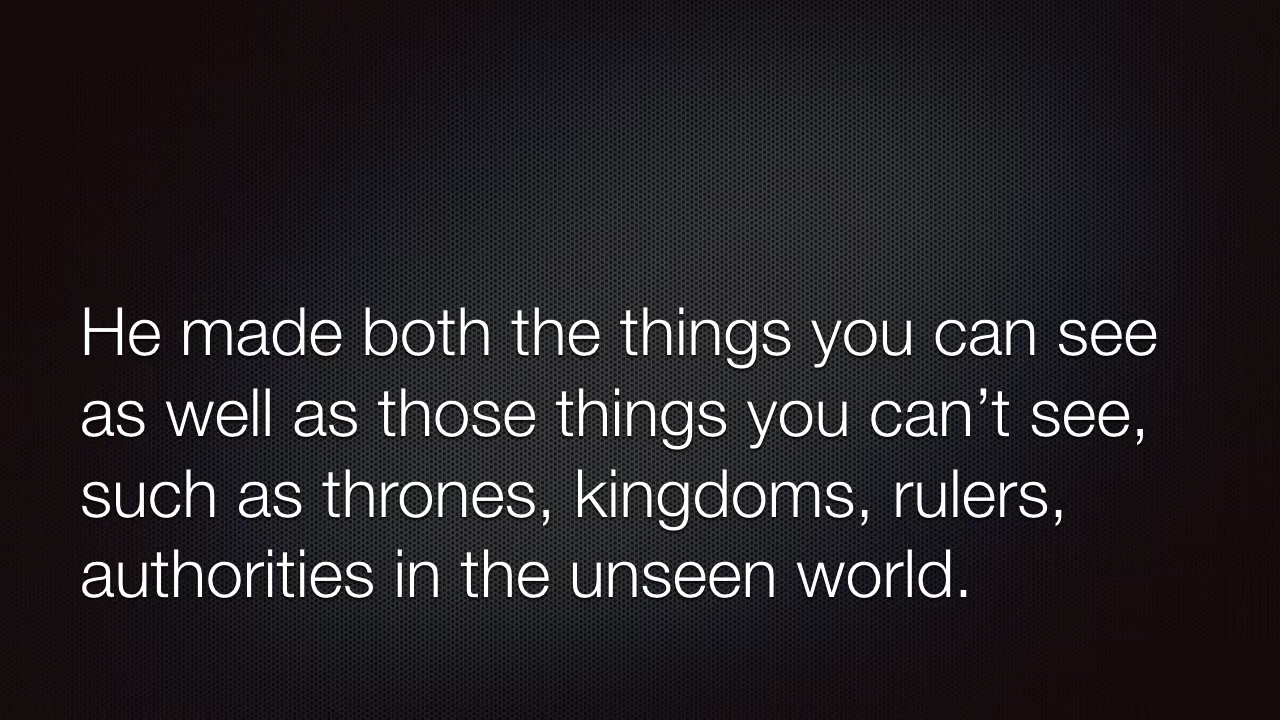 He made both the things you can see
as well as those things you can’t see,
such as thrones, kingdoms, rulers,
authorities in the unseen world.